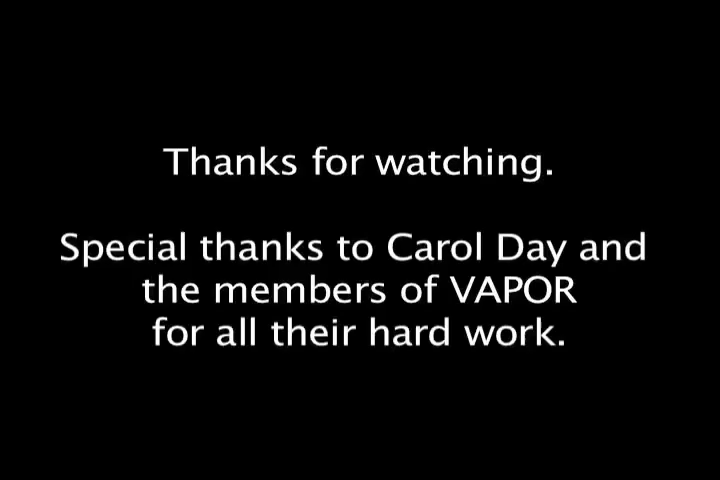 Thanks for watching.
Special thanks to Carol Day and
the members of VAPOR
for all their hard work.